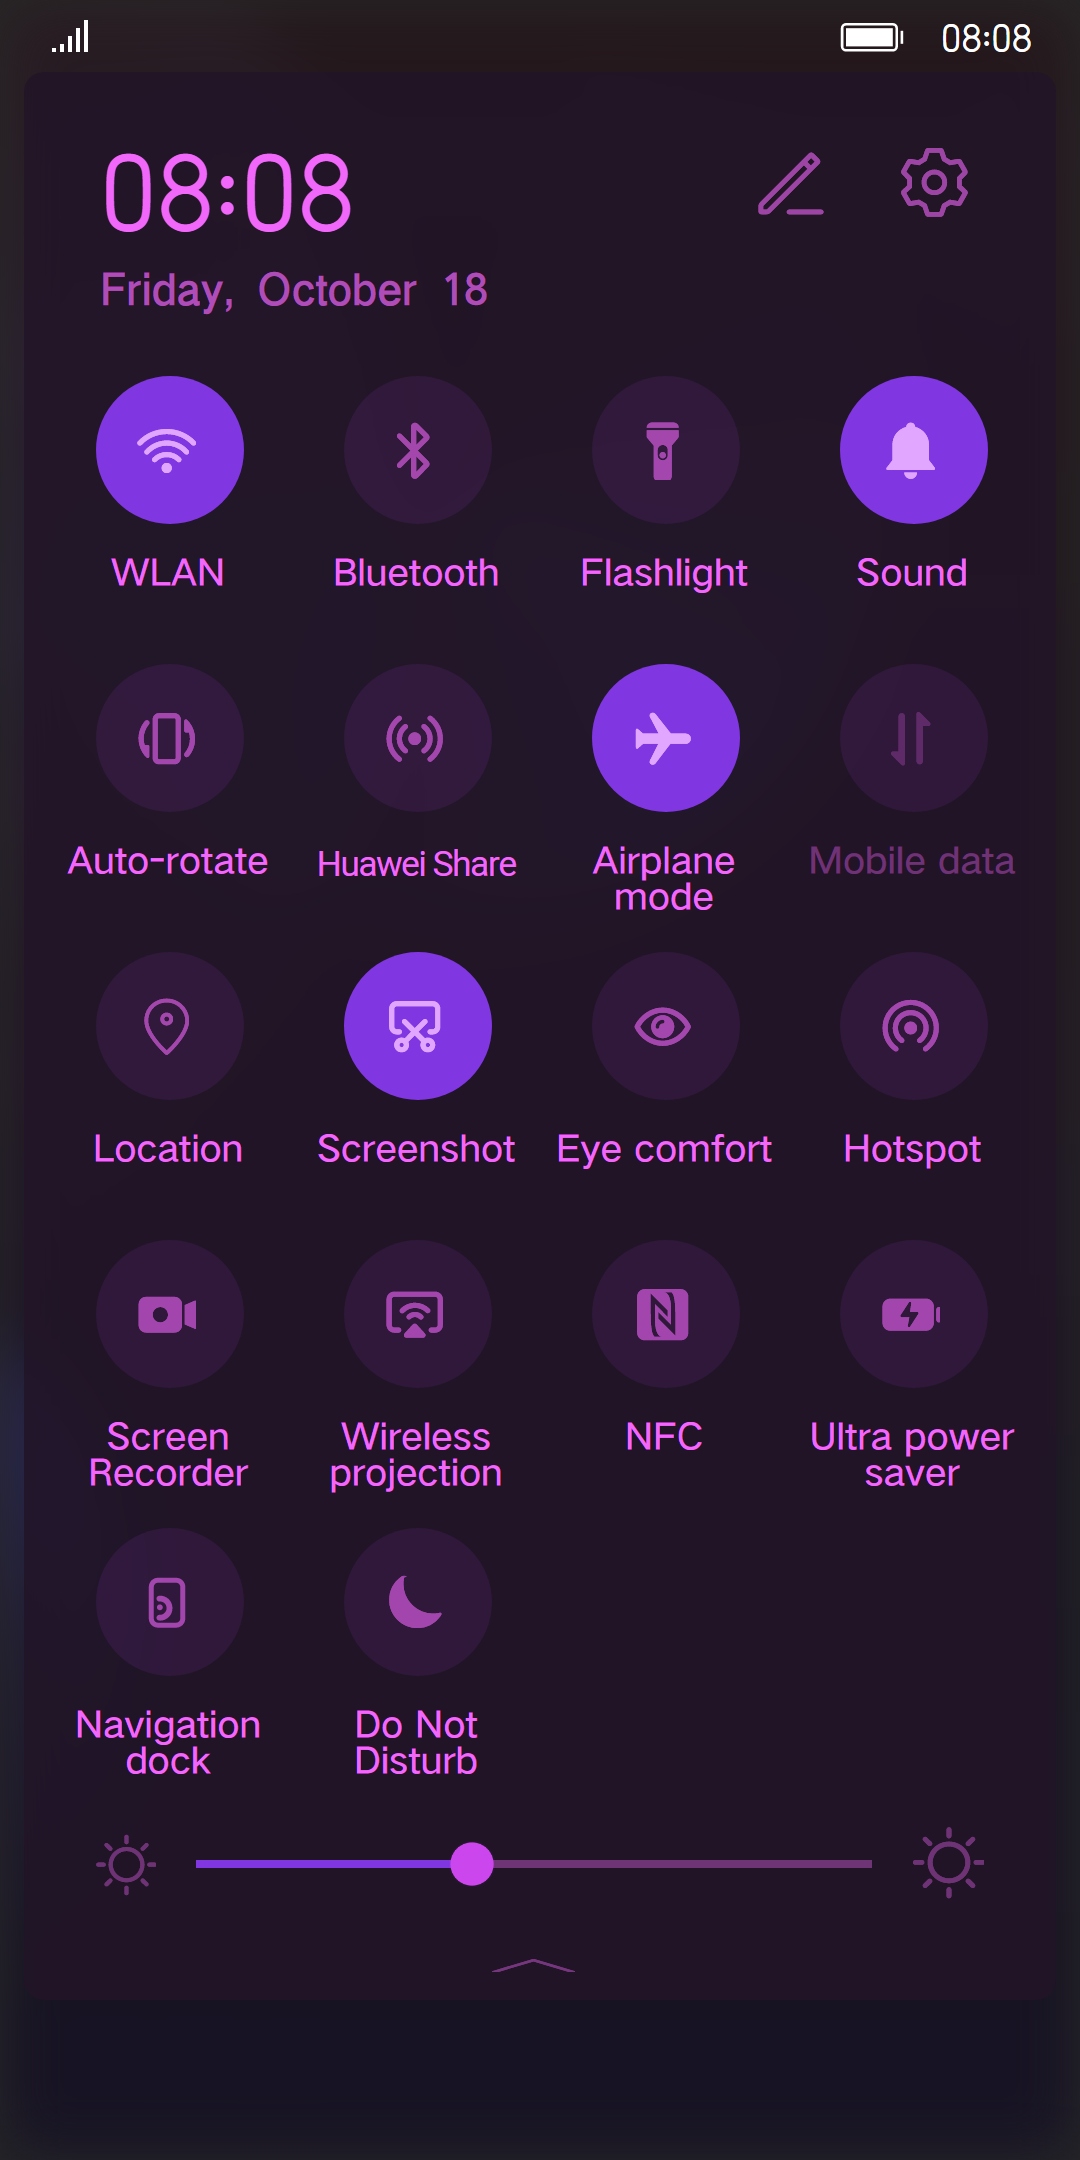 08:08
08:08
Friday, October 18
WLAN Bluetooth Flashlight Sound
Auto-rotate Huawei Share Airplane mode Mobile data
Location Screenshot Eye comfort Hotspot
Screen Recorder Wireless projection NFC Ultra power saver
Navigation dock Do Not Disturb